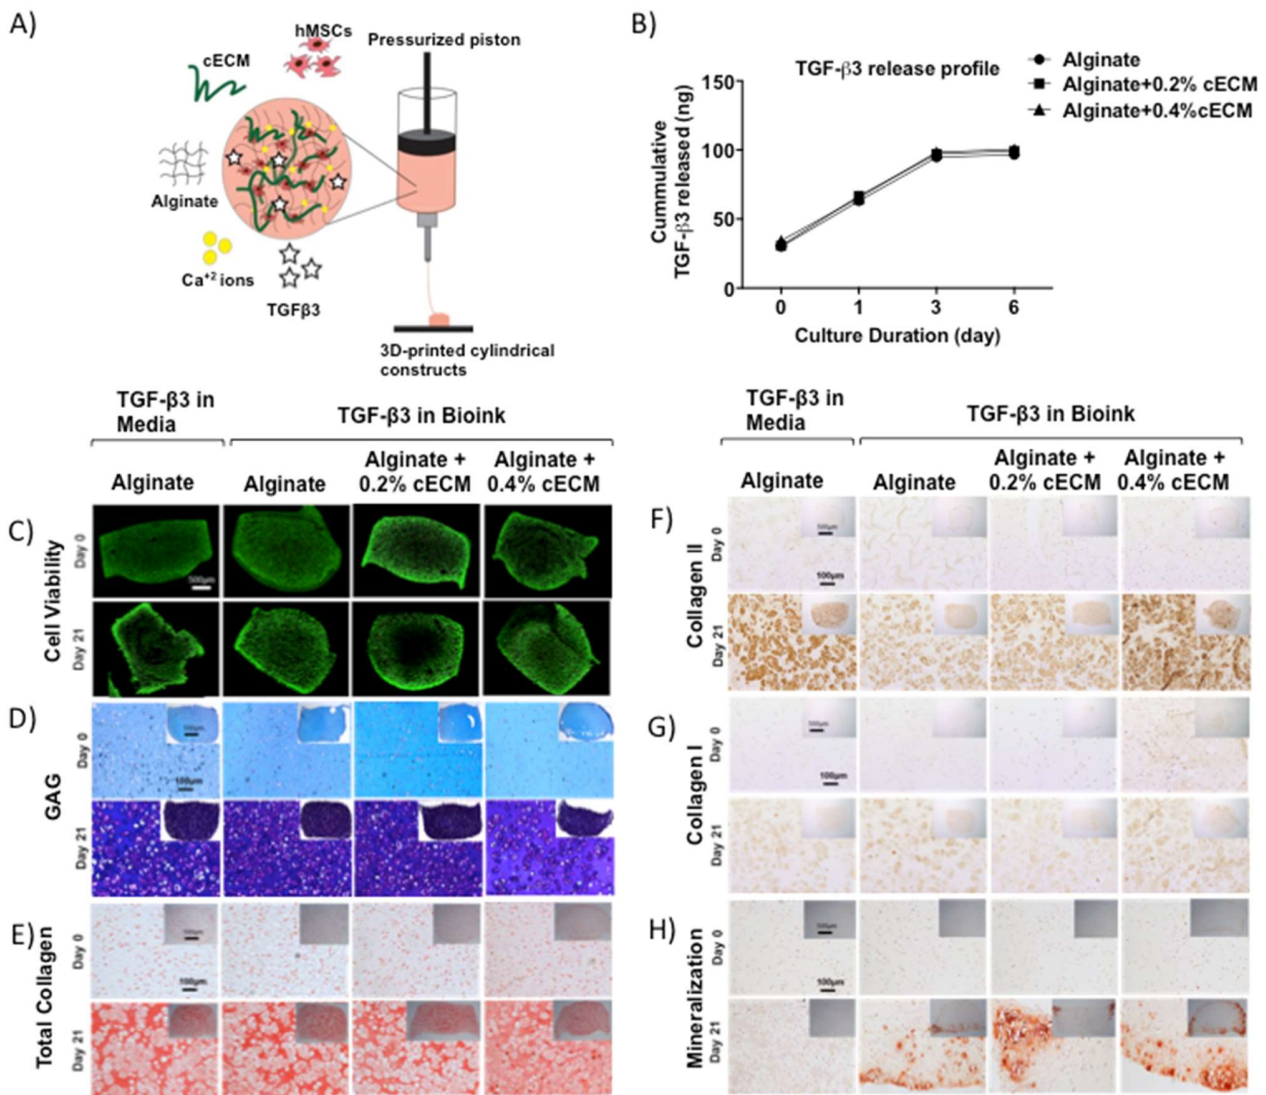 A)
hMSCs
cECM
Pressurized piston
Alginate
Ca+2 ions
TGFβ3
3D-printed cylindrical
constructs
B)
TGF-β3 release profile
Alginate
Alginate+0.2% cECM
Alginate+0.4%cECM
Cummulative
TGF-β3 released (ng)
150
100
50
0
0 1 3 6
Culture Duration (day)
TGF-β3 in
Media
TGF-β3 in Bioink
Alginate
Alginate
Alginate +
0.2% cECM
Alginate +
0.4% cECM
C)
Cell Viability
Day 0
500µm
Day 21
D)
GAG
Day 0
500µm
100µm
Day 21
E)
Total Collagen
Day 0
500µm
100µm
Day 21
TGF-β3 in
Media
TGF-β3 in Bioink
Alginate
Alginate
Alginate +
0.2% cECM
Alginate +
0.4% cECM
F)
Collagen II
Day 0
500µm
100µm
Day 21
G)
Collagen I
Day 0
500µm
100µm
Day 21
H)
Mineralization
Day 0
500µm
100µm
Day 21